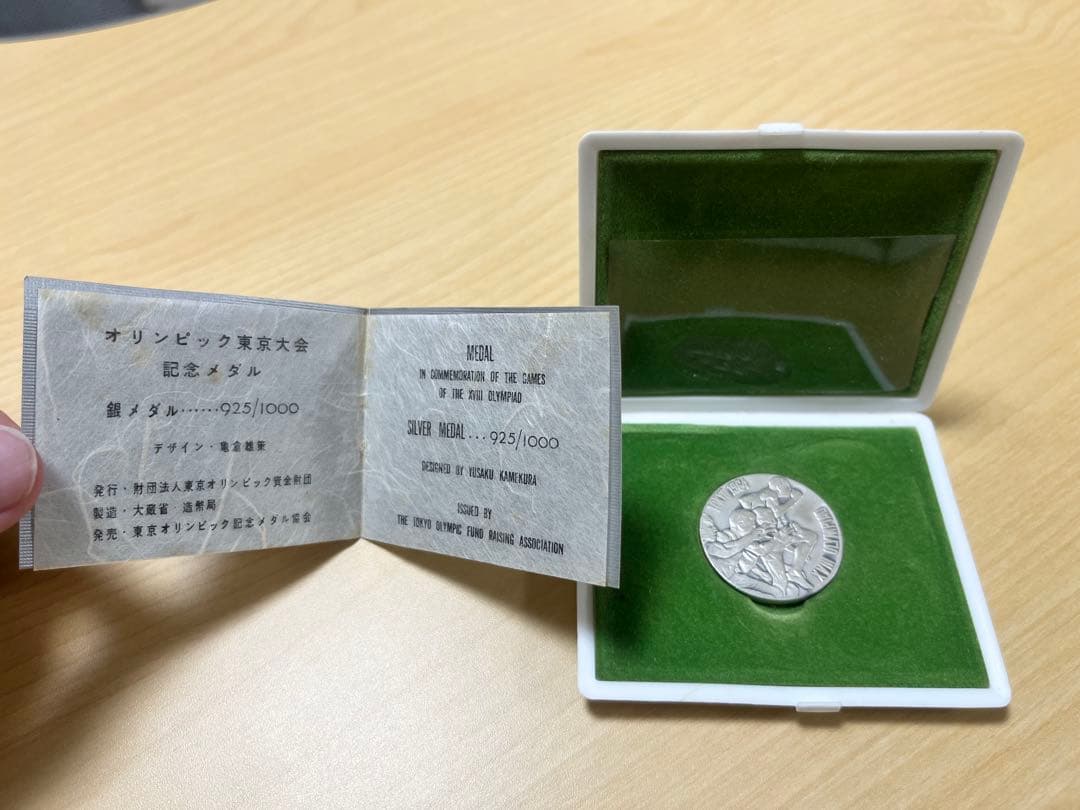 オリンピック東京大会
記念メダル
銀メダル……925/1000
デザイン・亀倉雄策
発行・財団法人東京オリンピック資金財団
製造・大蔵省 造幣局
発売・東京オリンピック記念メダル協会
MEDAL
IN COMMEMORATION OF THE GAMES
OF THE XVIII OLYMPIAD
SILVER MEDAL...925/1000
DESIGNED BY YUSAKU KAMEKURA
ISSUED BY
THE TOKYO OLYMPIC FUND RAISING ASSOCIATION
1964
XVIII OLYMPIAD